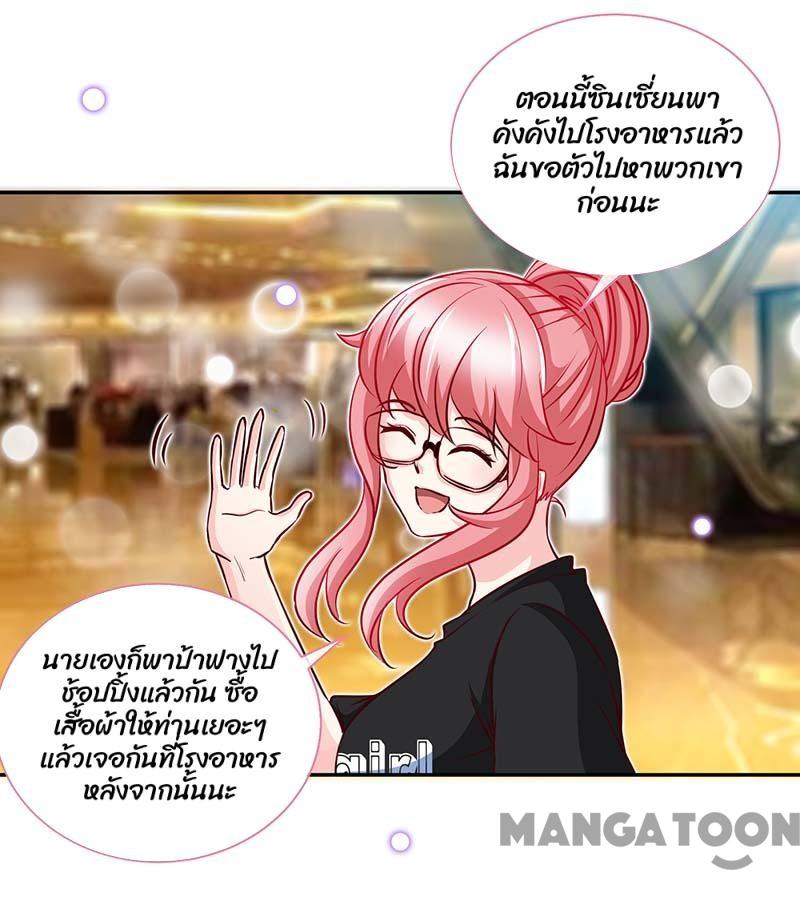 ตอนนี้ซินเซี่ยนพา
คังคังไปโรงอาหารแล้ว
ฉันขอตัวไปหาพวกเขา
ก่อนนะ
นายเองก็พาป้าฟางไป
ช้อปปิ้งแล้วกัน ซื้อ
เสื้อผ้าให้ท่านเยอะๆ
แล้วเจอกันที่โรงอาหาร
หลังจากนั้นนะ
girl
MANGATOON